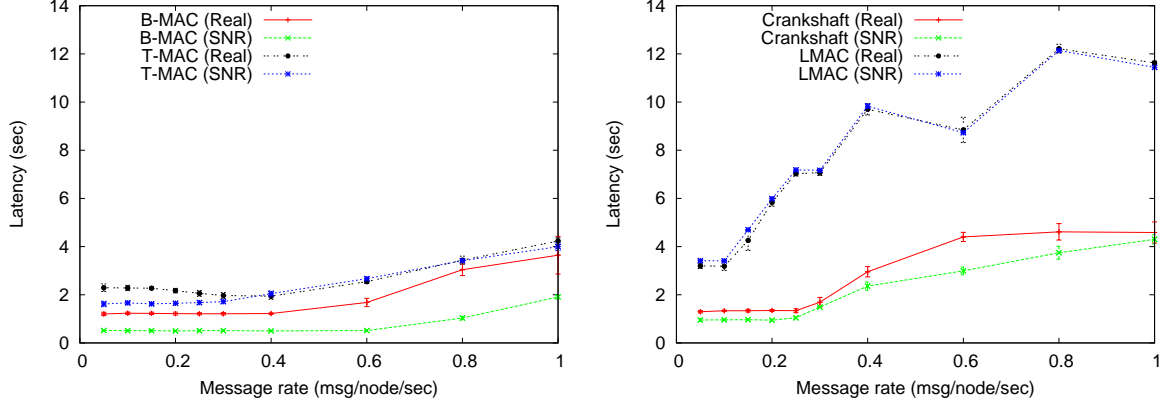 14
12
10
8
6
4
2
0
Latency (sec)
B-MAC (Real)
B-MAC (SNR)
T-MAC (Real)
T-MAC (SNR)
0 0.2 0.4 0.6 0.8 1
Message rate (msg/node/sec)
14
12
10
8
6
4
2
0
Latency (sec)
Crankshaft (Real)
Crankshaft (SNR)
LMAC (Real)
LMAC (SNR)
0 0.2 0.4 0.6 0.8 1
Message rate (msg/node/sec)